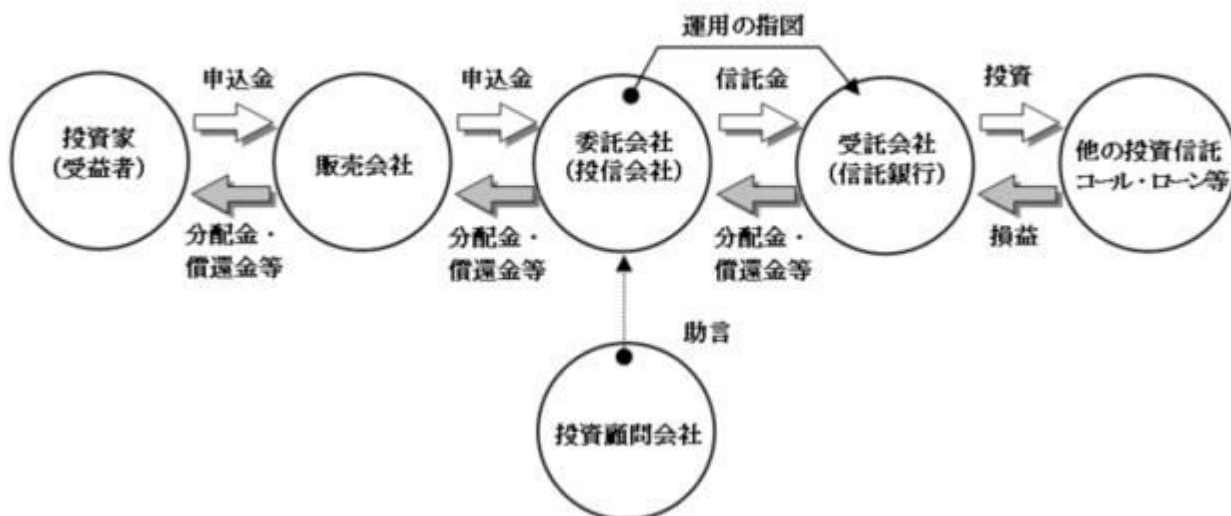 運用の指図
申込金
申込金
信託金
投資
投資家
(受益者)
販売会社
委託会社
(投信会社)
受託会社
(信託銀行)
他の投資信託
コール・ローン等
分配金・
償還金等
分配金・
償還金等
分配金・
償還金等
損益
助言
投資顧問会社